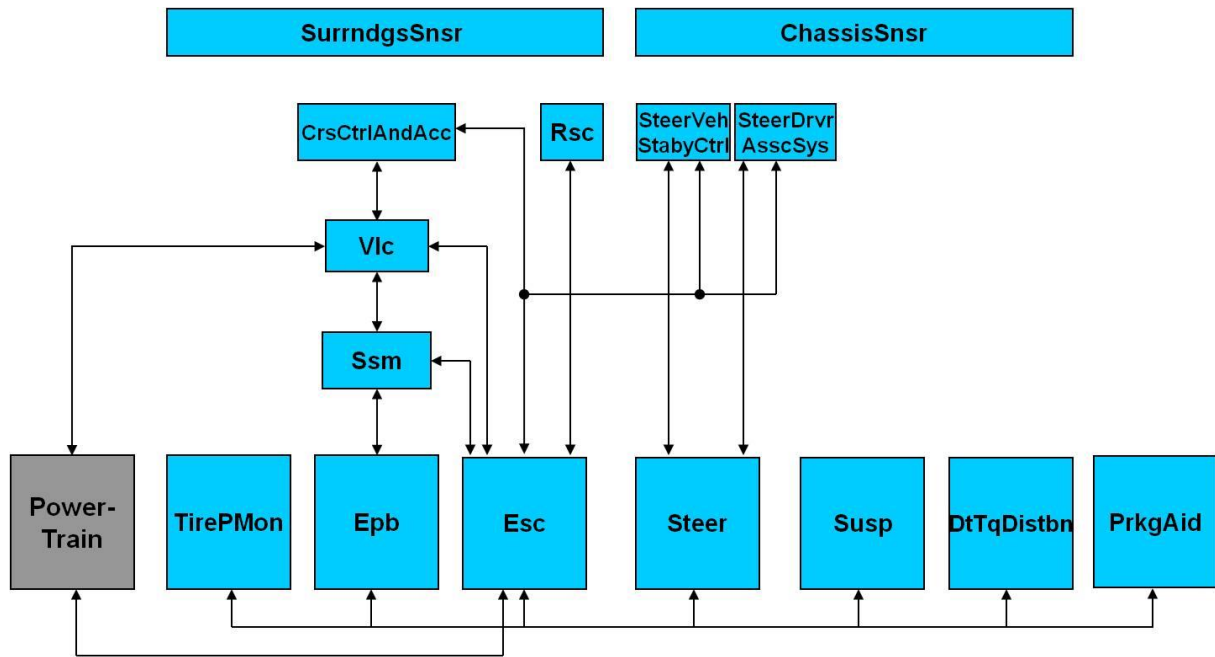 SurrndgsSnsr
ChassisSnsr
CrsCtrlAndAcc
Rsc
SteerVeh
StabyCtrl
SteerDrvr
AsscSys
Vlc
Ssm
Power-
Train
TirePMon
Epb
Esc
Steer
Susp
DtTqDistbn
PrkgAid